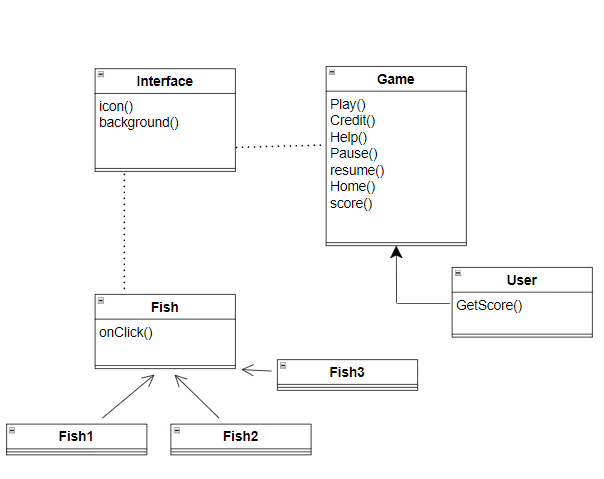 Interface
icon()
background()
Game
Play()
Credit()
Help()
Pause()
resume()
Home()
score()
User
GetScore()
Fish
onClick()
Fish3
Fish1
Fish2